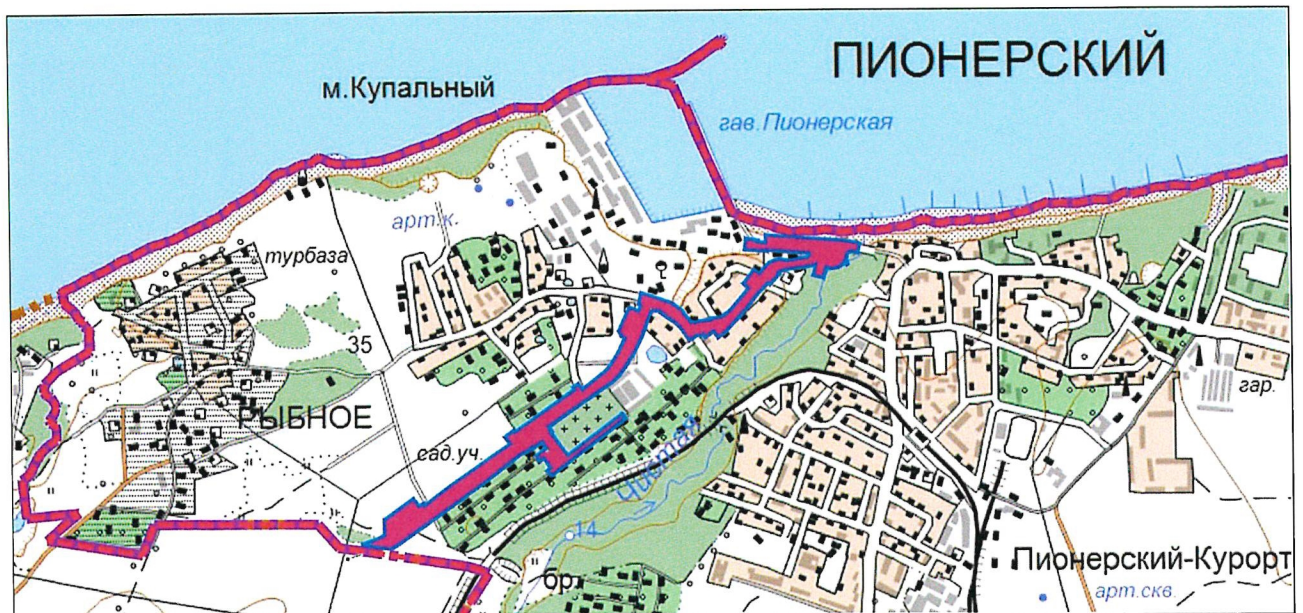 ПИОНЕРСКИЙ
м.Купальный
гав.Пионерская
арт.к.
турбаза
35
гар.
РЫБНОЕ
сад.уч.
Чистая
14
Пионерский-Курорт
бр.
арт.скв.